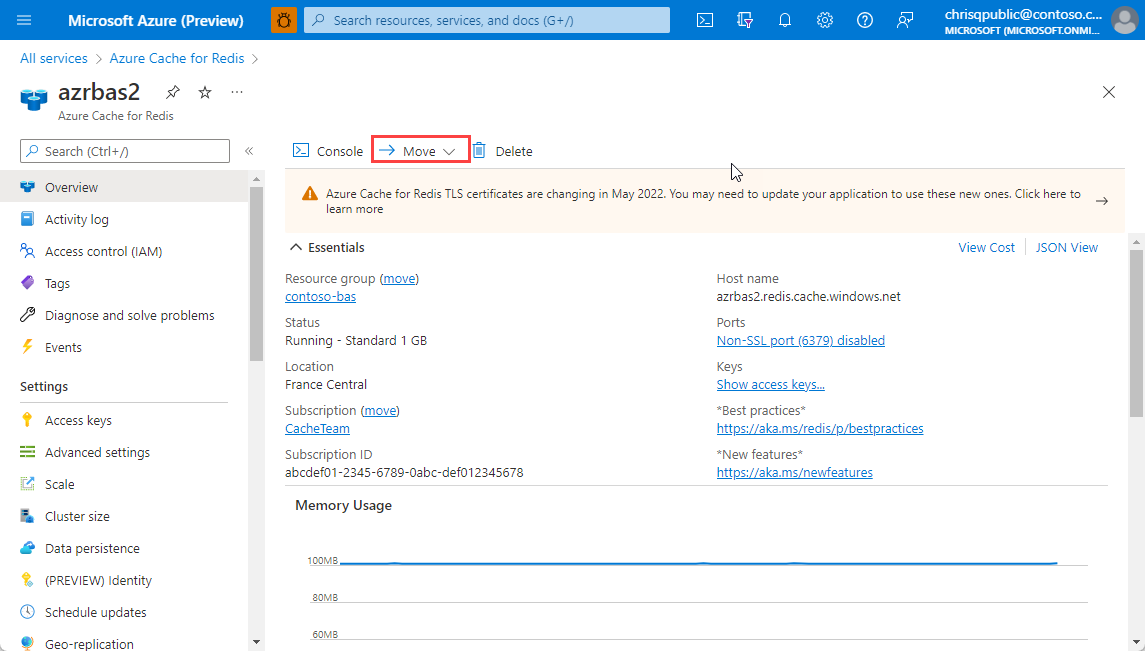 Microsoft Azure (Preview)
Search resources, services, and docs (G+/)
chrisqpublic@contoso.c...
MICROSOFT (MICROSOFT.ONMI...
All services > Azure Cache for Redis >
azrbas2
...
Azure Cache for Redis
Search (Ctrl+/)
«
Overview
Activity log
Access control (IAM)
Tags
Diagnose and solve problems
Events
Settings
Access keys
Advanced settings
Scale
Cluster size
Data persistence
(PREVIEW) Identity
Schedule updates
Geo-replication
Console
Move
Delete
Azure Cache for Redis TLS certificates are changing in May 2022. You may need to update your application to use these new ones. Click here to
learn more
Essentials
View Cost
JSON View
Resource group (move)
contoso-bas
Status
Running - Standard 1 GB
Location
France Central
Subscription (move)
CacheTeam
Subscription ID
abcdef01-2345-6789-0abc-def012345678
Host name
azrbas2.redis.cache.windows.net
Ports
Non-SSL port (6379) disabled
Keys
Show access keys...
*Best practices*
https://aka.ms/redis/p/bestpractices
*New features*
https://aka.ms/newfeatures
Memory Usage
100MB
80MB
60MB